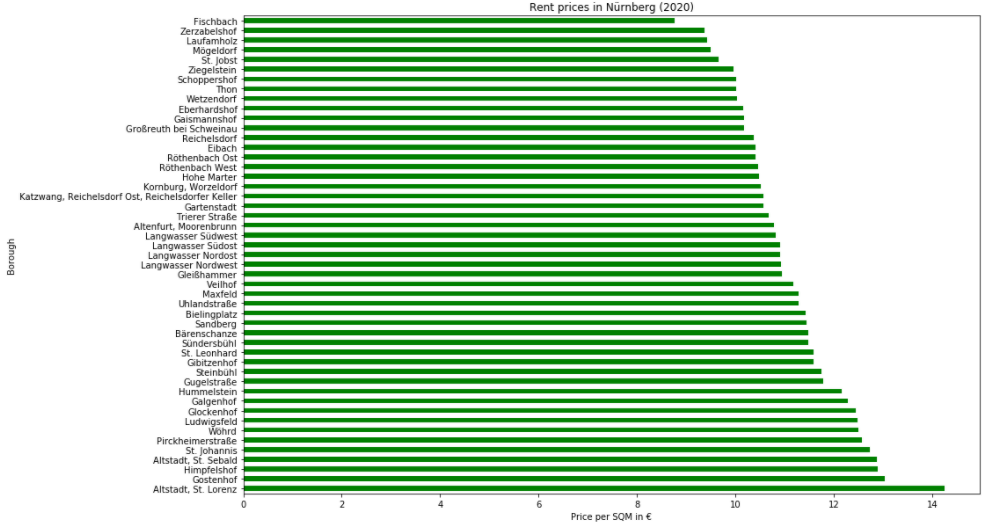 Rent prices in Nürnberg (2020)
Fischbach
Zerzabelshof
Laufamholz
Mögeldorf
St. Jobst
Ziegelstein
Schoppershof
Thon
Wetzendorf
Eberhardshof
Gaismannshof
Großreuth bei Schweinau
Reichelsdorf
Eibach
Röthenbach Ost
Röthenbach West
Hohe Marter
Kornburg, Worzeldorf
Katzwang, Reichelsdorf Ost, Reichelsdorfer Keller
Gartenstadt
Trierer Straße
Altenfurt, Moorenbrunn
Langwasser Südwest
Langwasser Südost
Langwasser Nordost
Langwasser Nordwest
Gleißhammer
Veilhof
Maxfeld
Uhlandstraße
Bielingplatz
Sandberg
Bärenschanze
Sündersbühl
St. Leonhard
Gibitzenhof
Steinbühl
Gugelstraße
Hummelstein
Galgenhof
Glockenhof
Ludwigsfeld
Wöhrd
Pirckheimerstraße
St. Johannis
Altstadt, St. Sebald
Himpfelshof
Gostenhof
Altstadt, St. Lorenz
Borough
0 2 4 6 8 10 12 14
Price per SQM in €